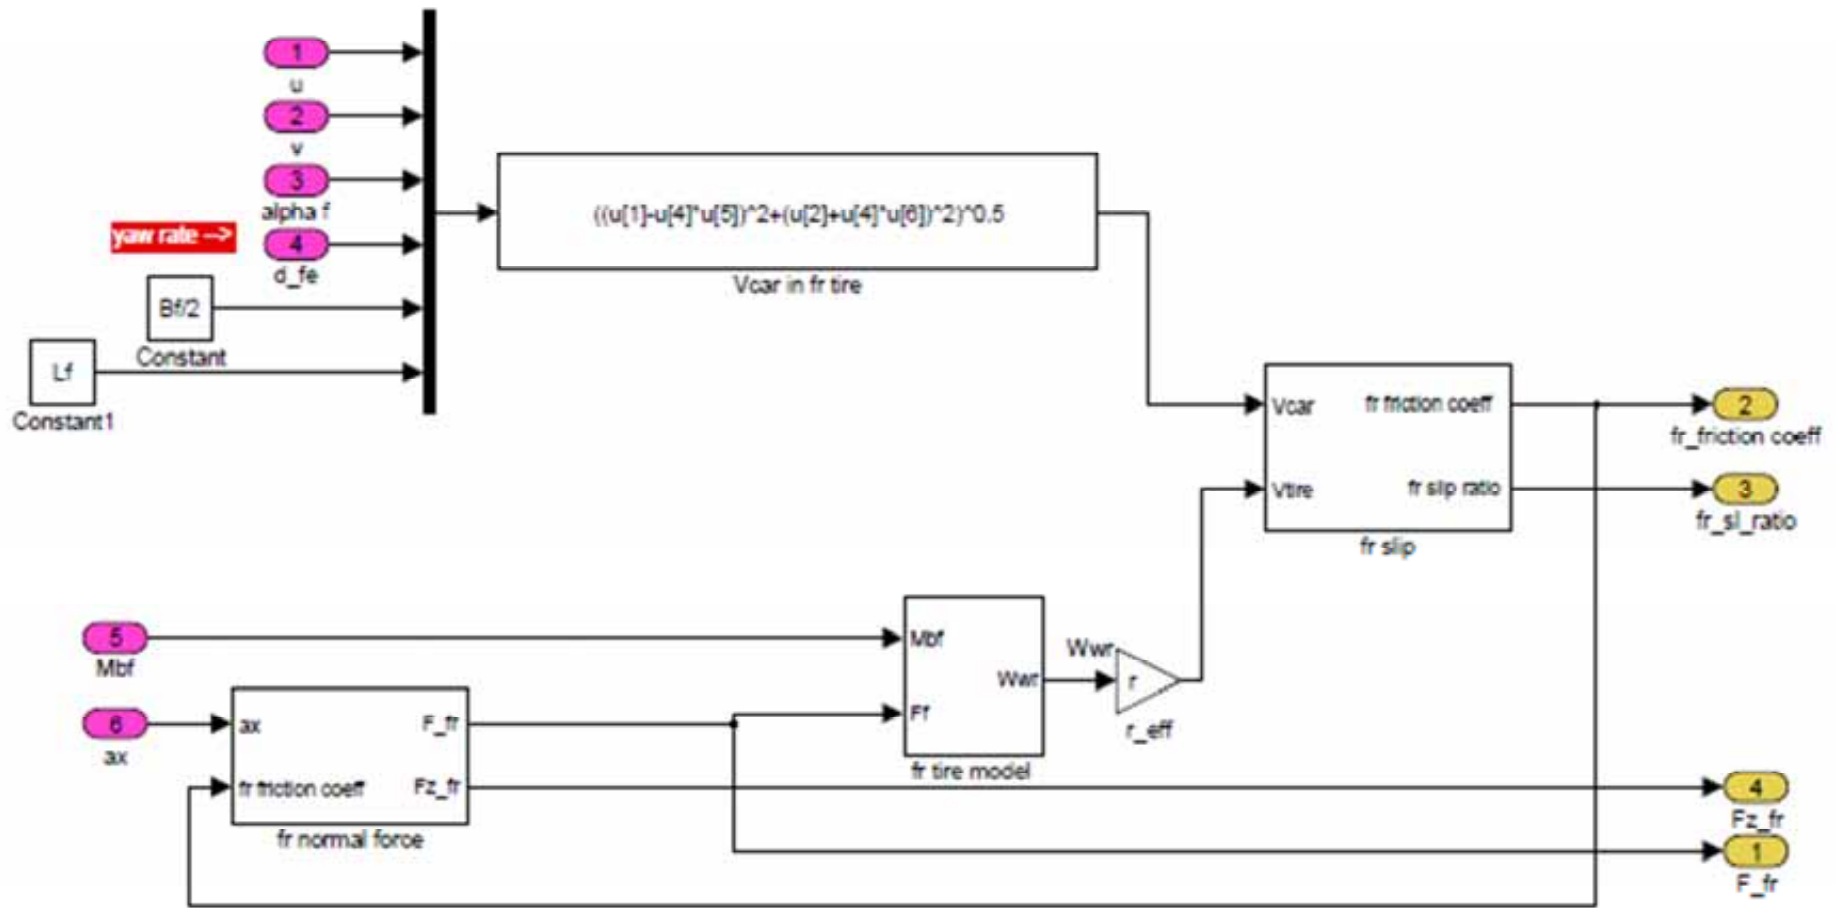 1
u
2
v
3
alpha f
yaw rate -->
4
d_fe
Bf/2
Constant
Lf
Constant1
((u[1]-u[4]*u[5])^2+(u[2]+u[4]*u[6])^2)^0.5
Vcar in fr tire
Vcar
fr friction coeff
Vtire
fr slip ratio
fr slip
2
fr_friction coeff
3
fr_sl_ratio
5
Mbf
6
ax
ax
F_fr
fr friction coeff
Fz_fr
fr normal force
Mbf
Wwr
Ff
fr tire model
Wwr
r
r_eff
4
Fz_fr
1
F_fr